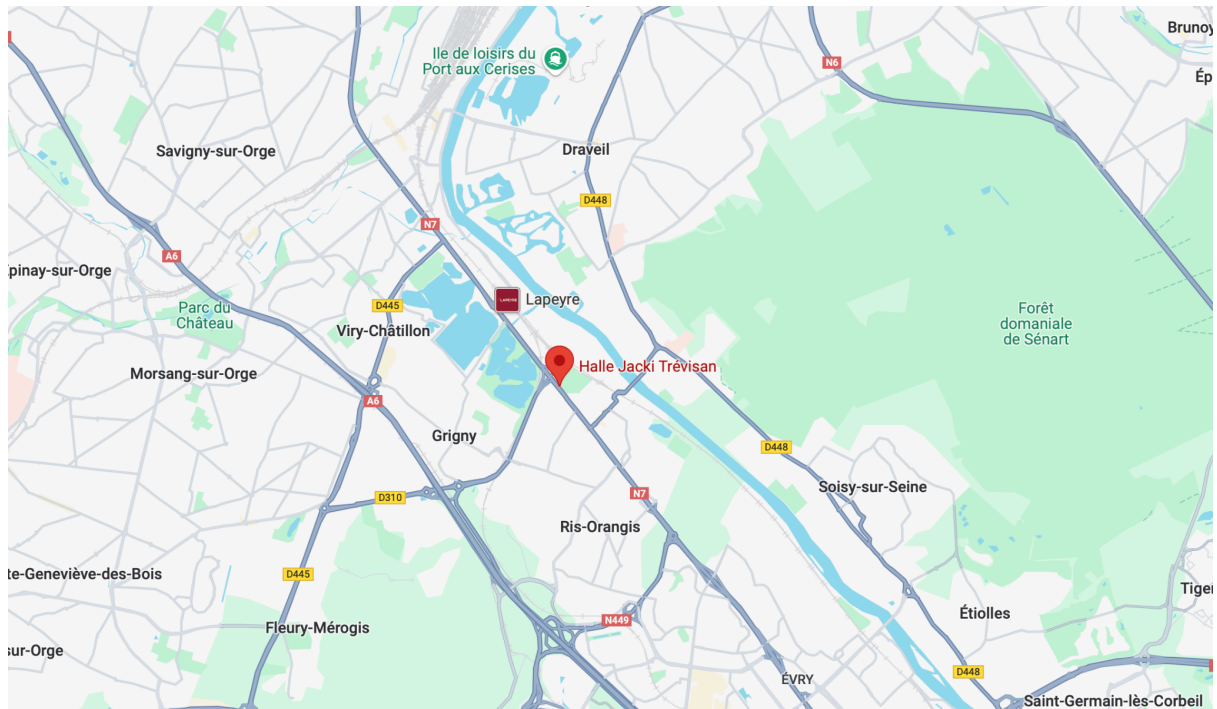 Brunoy
Ile de loisirs du
Port aux Cerises
N6
Ép
Savigny-sur-Orge
Draveil
D448
N7
A6
pinay-sur-Orge
LAPEYRE
Lapeyre
Parc du
Château
D445
Viry-Châtillon
Forêt
domaniale
de Sénart
Halle Jacki Trévisan
Morsang-sur-Orge
A6
Grigny
D448
Soisy-sur-Seine
D310
N7
Ris-Orangis
te-Geneviève-des-Bois
D445
Tige
Étiolles
N449
Fleury-Mérogis
sur-Orge
ÉVRY
D448
Saint-Germain-lès-Corbeil